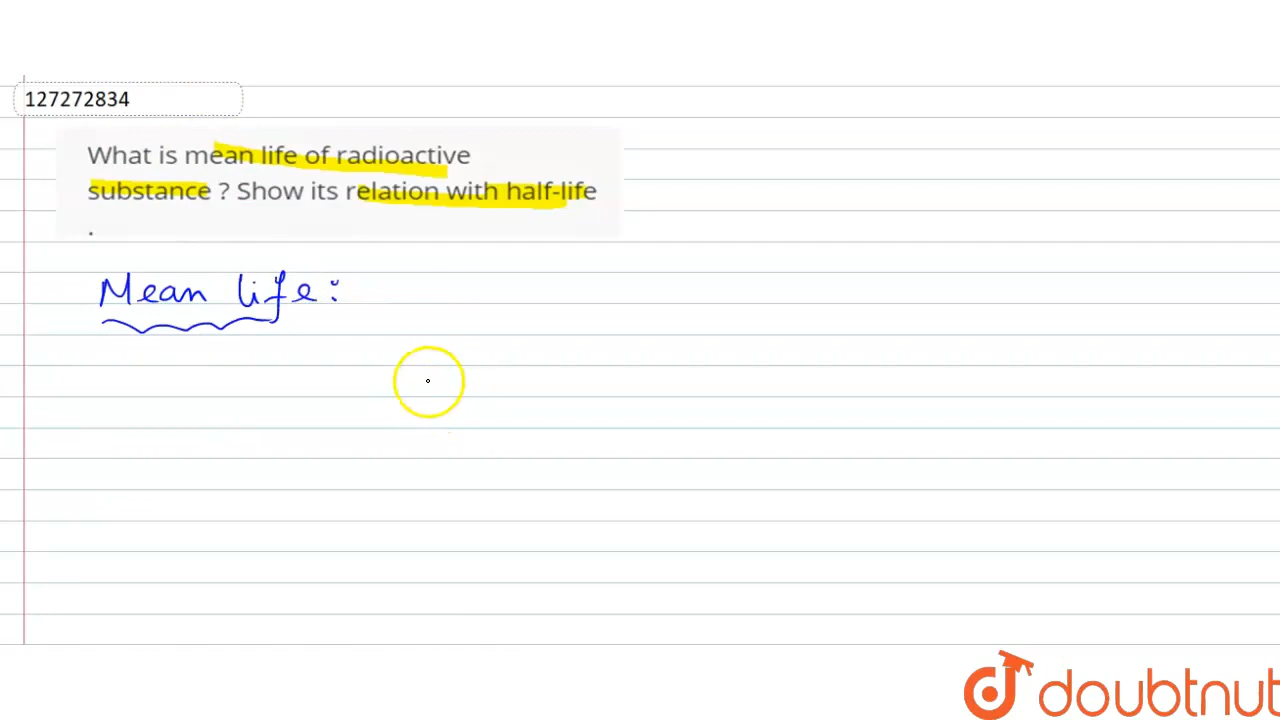 127272834
What is mean life of radioactive
substance ? Show its relation with half-life
.
Mean life:
doubtnut